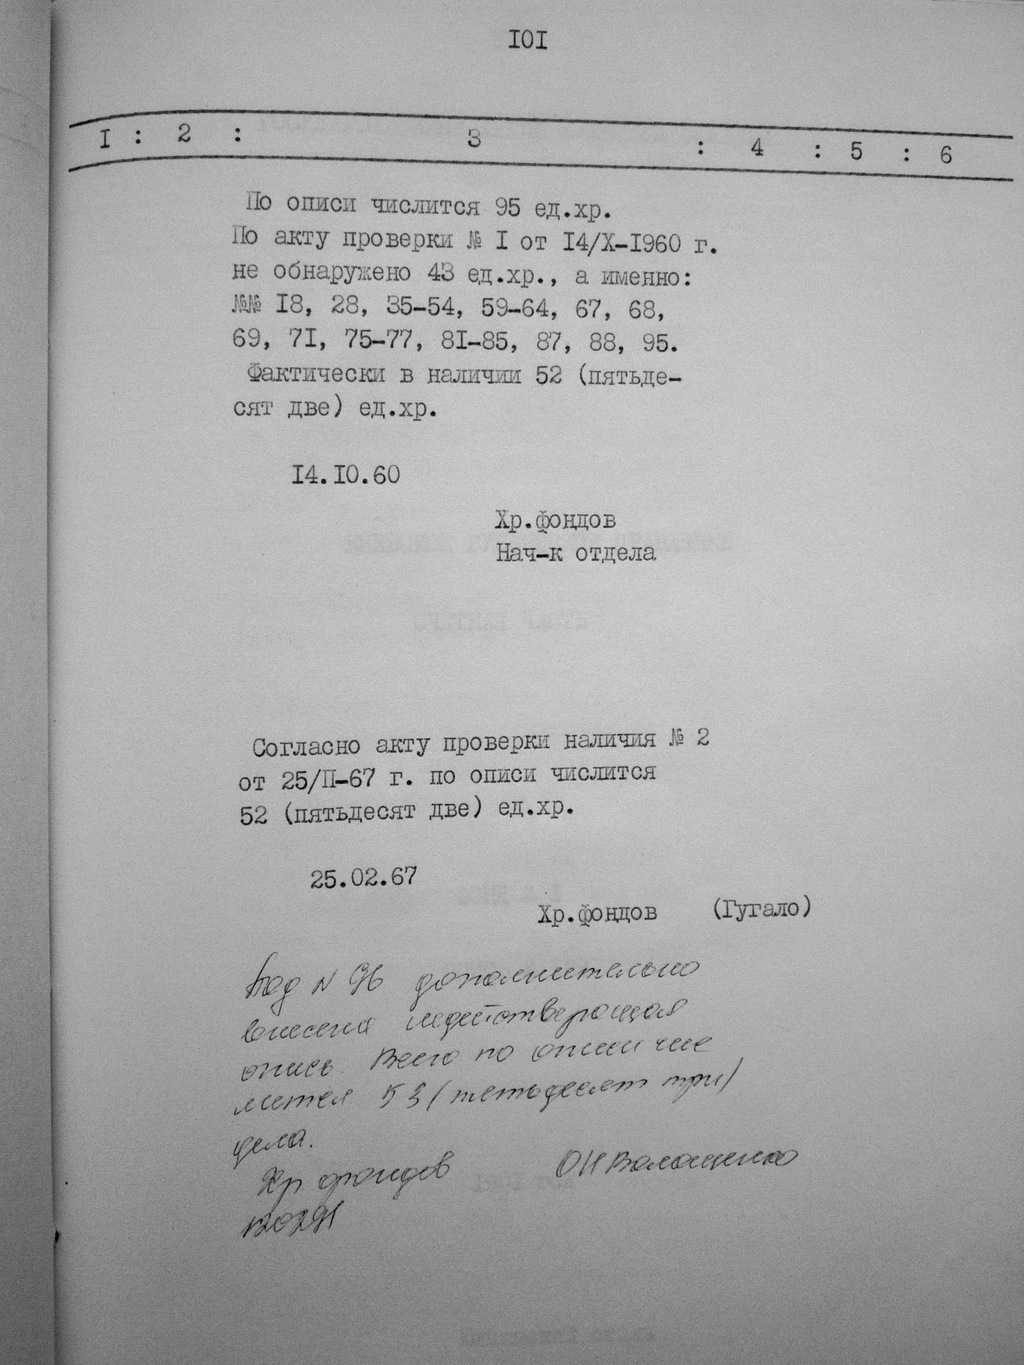 I0I
I : 2 : 3 : 4 : 5 : 6
По описи числится 95 ед.хр.
По акту проверки № I от I4/X-I960 г.
не обнаружено 43 ед.хр., а именно:
№№ I8, 28, 35-54, 59-64, 67, 68,
69, 7I, 75-77, 8I-85, 87, 88, 95.
Фактически в наличии 52 (пятьде-
сят две) ед.хр.
I4.I0.60
Хр.фондов
Нач-к отдела
Согласно акту проверки наличия № 2
от 25/II-67 г. по описи числится
52 (пятьдесят две) ед.хр.
25.02.67
Хр.фондов (Гугало)
Под N 96 дополнительно
внесена недействующая
опись. Всего по описи чис
лится 53 (пятьдесят три)
дела.
Хр. фондов ОНВолощенко